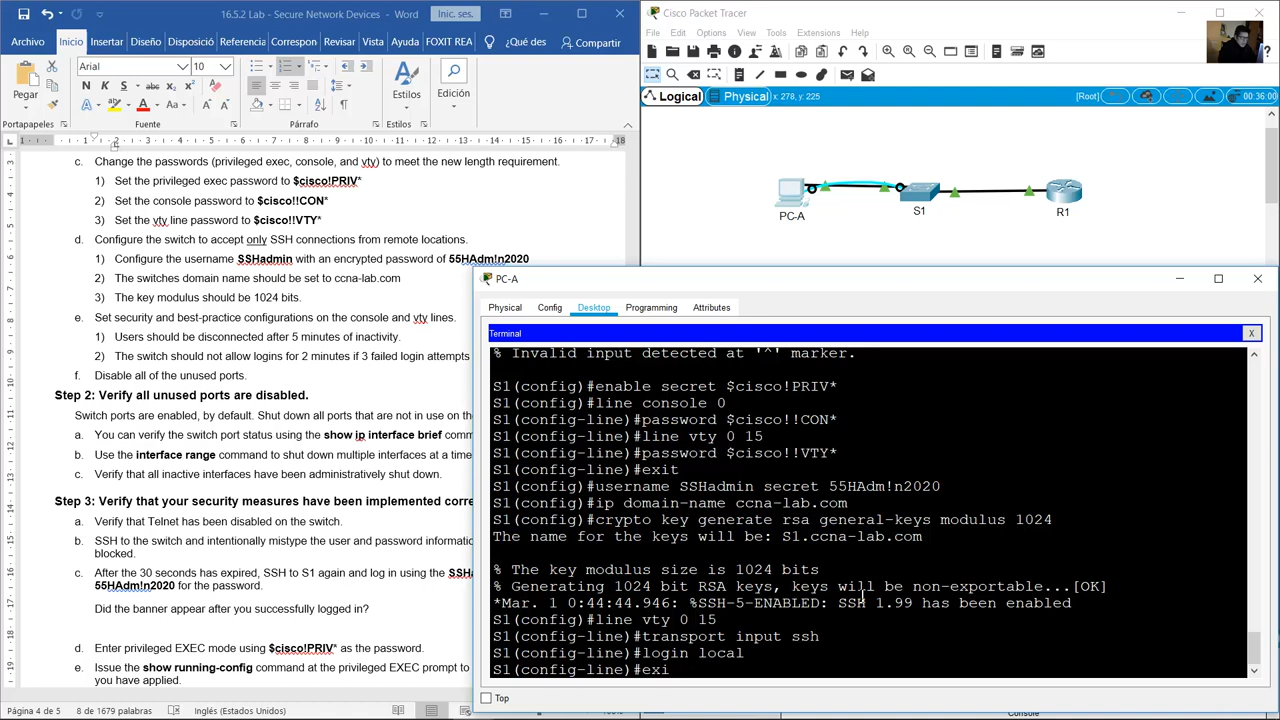 16.5.2 Lab - Secure Network Devices - Word
Inic. ses.
Archo
Inicio
Insertar
Dibujar
Disposició
Referencia
Correspon
Revisar
Vista
Ayuda
FOXIT REA
¿Qué des
Compartir
Pegar
Arial
10
N K S
Estilos
Edición
Portapapeles
Fuente
Párrafo
Estilos
c. Change the passwords (privileged exec, console, and vty) to meet the new length requirement.
1) Set the privileged exec password to $cisco!PRIV*
2) Set the console password to $cisco!!CON*
3) Set the vty line password to $cisco!!VTY*
d. Configure the switch to accept only SSH connections from remote locations.
1) Configure the username SSHadmin with an encrypted password of 55HAdm!n2020
2) The switches domain name should be set to ccna-lab.com
3) The key modulus should be 1024 bits.
e. Set security and best-practice configurations on the console and vty lines.
1) Users should be disconnected after 5 minutes of inactivity.
2) The switch should not allow logins for 2 minutes if 3 failed login attempts
f. Disable all of the unused ports.
Step 2: Verify all unused ports are disabled.
Switch ports are enabled, by default. Shut down all ports that are not in use on the
a. You can verify the switch port status using the show ip interface brief comm
b. Use the interface range command to shut down multiple interfaces at a time
c. Verify that all inactive interfaces have been administratively shut down.
Step 3: Verify that your security measures have been implemented corre
a. Verify that Telnet has been disabled on the switch.
b. SSH to the switch and intentionally mistype the user and password informatio
blocked.
c. After the 30 seconds has expired, SSH to S1 again and log in using the SSHa
55HAdm!n2020 for the password.
Did the banner appear after you successfully logged in?
d. Enter privileged EXEC mode using $cisco!PRIV* as the password.
e. Issue the show running-config command at the privileged EXEC prompt to
you have applied.
Página 4 de 5
8 de 1679 palabras
Inglés (Estados Unidos)
Cisco Packet Tracer
File Edit Options View Tools Extensions Help
Logical
Physical
x: 278, y: 225
[Root]
00:36:00
PC-A
S1
R1
PC-A
Physical
Config
Desktop
Programming
Attributes
Terminal
X
% Invalid input detected at '^' marker.
S1(config)#enable secret $cisco!PRIV*
S1(config)#line console 0
S1(config-line)#password $cisco!!CON*
S1(config-line)#line vty 0 15
S1(config-line)#password $cisco!!VTY*
S1(config-line)#exit
S1(config)#username SSHadmin secret 55HAdm!n2020
S1(config)#ip domain-name ccna-lab.com
S1(config)#crypto key generate rsa general-keys modulus 1024
The name for the keys will be: S1.ccna-lab.com
% The key modulus size is 1024 bits
% Generating 1024 bit RSA keys, keys will be non-exportable...[OK]
*Mar. 1 0:44:44.946: %SSH-5-ENABLED: SSH 1.99 has been enabled
S1(config)#line vty 0 15
S1(config-line)#transport input ssh
S1(config-line)#login local
S1(config-line)#exi
Top
Console